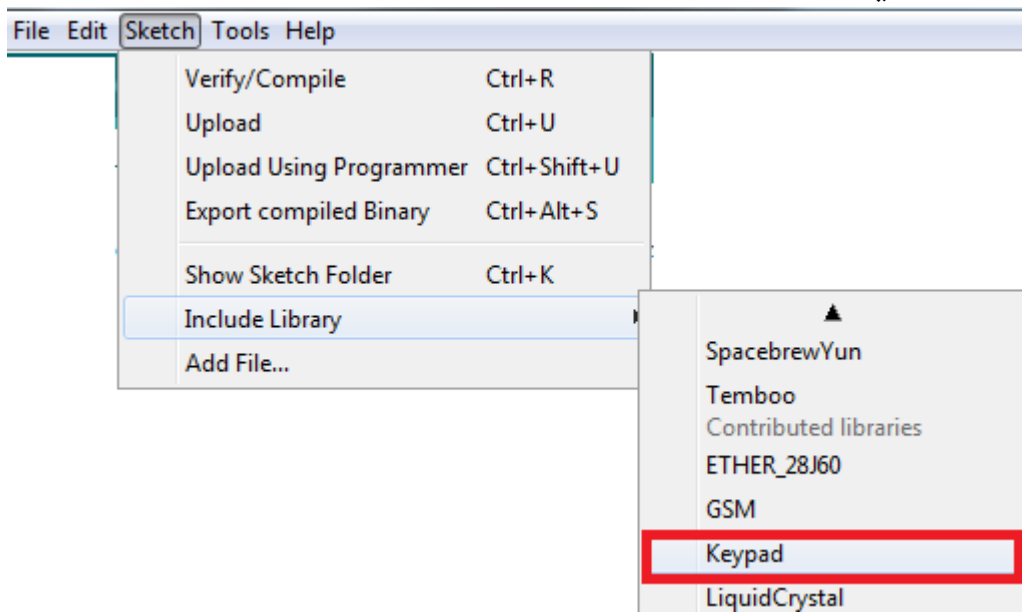 File Edit Sketch Tools Help
Verify/Compile Ctrl+R
Upload Ctrl+U
Upload Using Programmer Ctrl+Shift+U
Export compiled Binary Ctrl+Alt+S
Show Sketch Folder Ctrl+K
Include Library
Add File...
SpacebrewYun
Temboo
Contributed libraries
ETHER_28J60
GSM
Keypad
LiquidCrystal